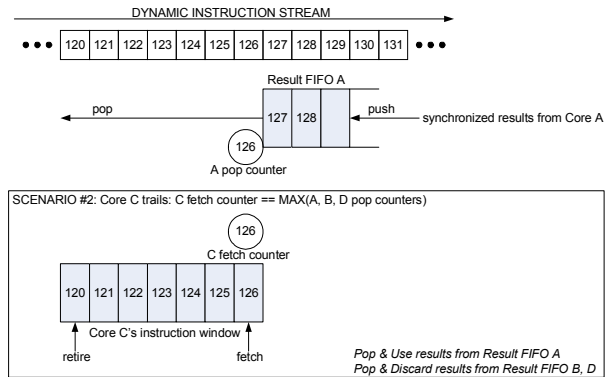 DYNAMIC INSTRUCTION STREAM
••• 120 121 122 123 124 125 126 127 128 129 130 131 •••
Result FIFO A
pop
push
127 128
synchronized results from Core A
126
A pop counter
SCENARIO #2: Core C trails: C fetch counter == MAX(A, B, D pop counters)
126
C fetch counter
120 121 122 123 124 125 126
Core C's instruction window
retire
fetch
Pop & Use results from Result FIFO A
Pop & Discard results from Result FIFO B, D